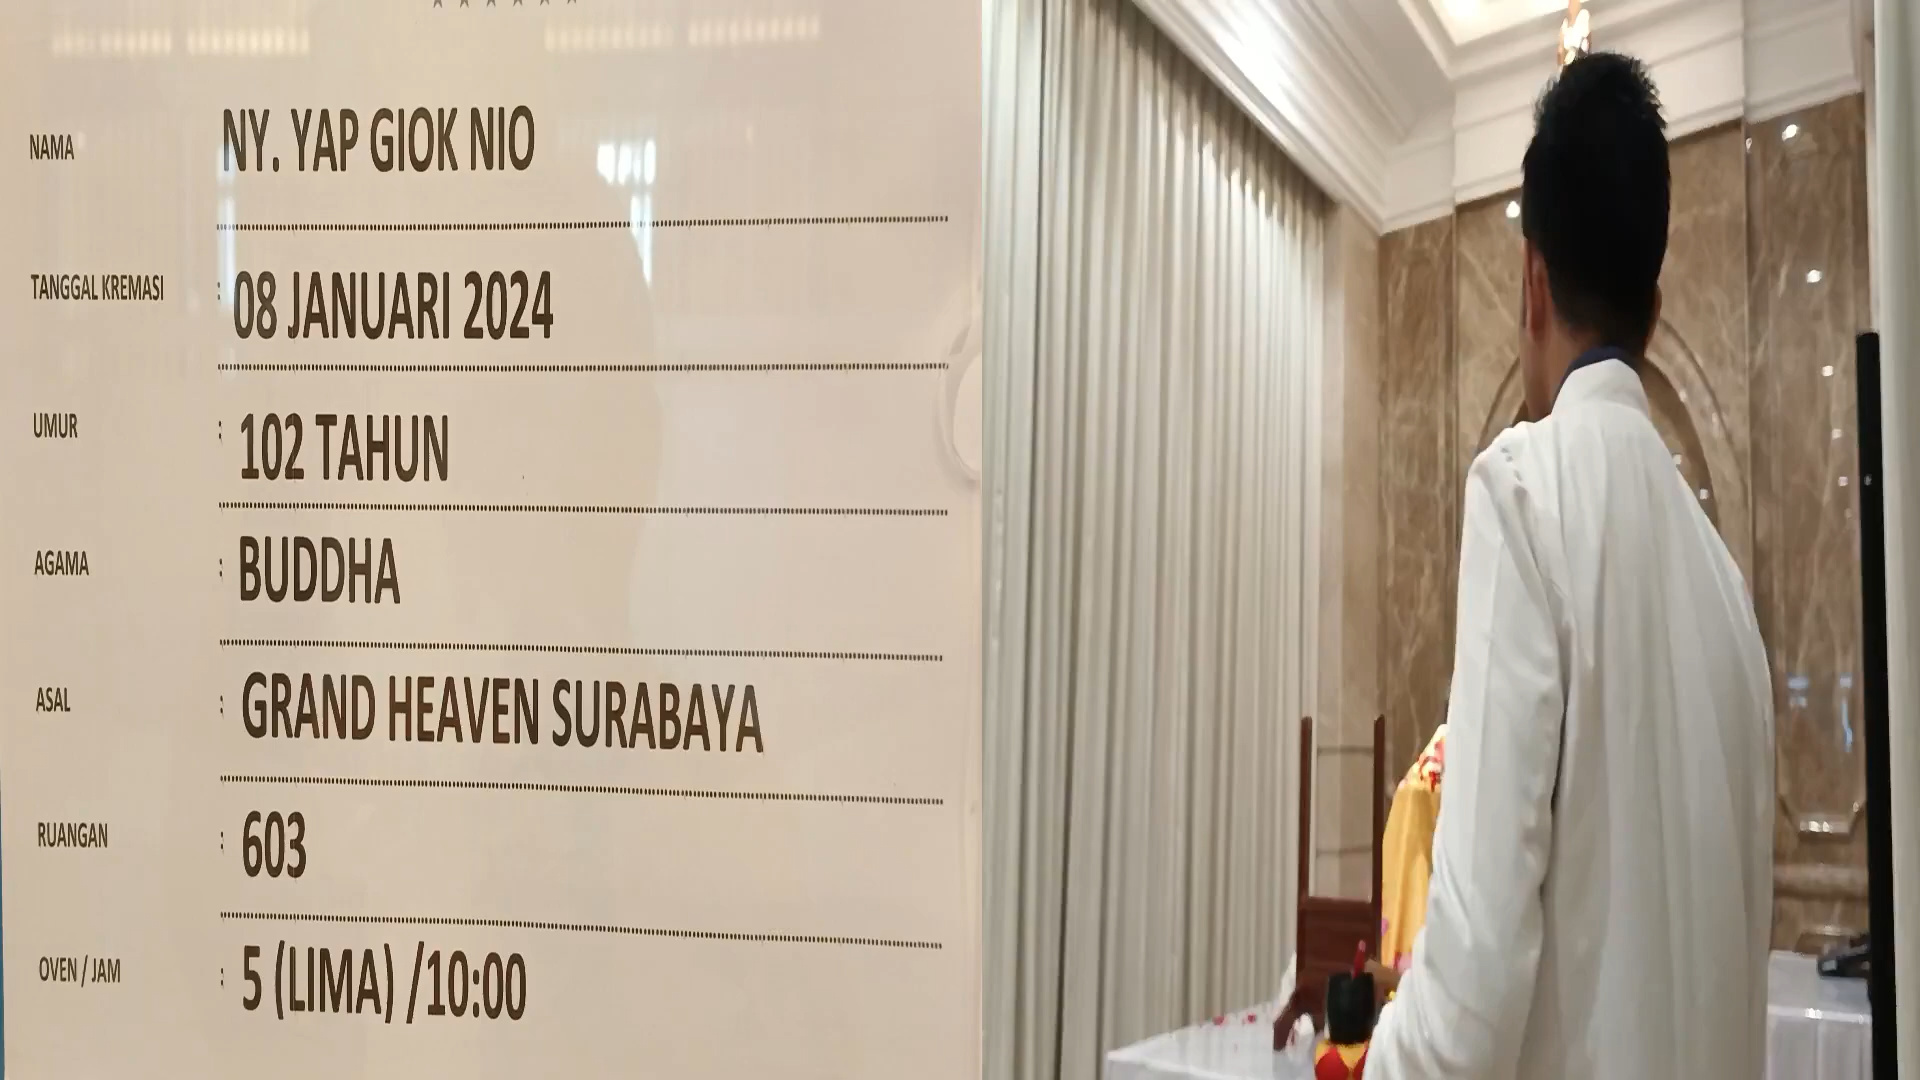 NAMA NY. YAP GIOK NIO
TANGGAL KREMASI : 08 JANUARI 2024
UMUR : 102 TAHUN
AGAMA : BUDDHA
ASAL : GRAND HEAVEN SURABAYA
RUANGAN : 603
OVEN / JAM : 5 (LIMA) /10:00